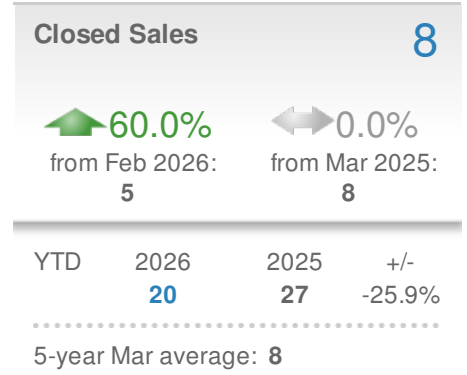 Closed Sales 8
60.0% 0.0%
from Feb 2026: from Mar 2025:
5 8
YTD 2026 2025 +/-
20 27 -25.9%
5-year Mar average: 8